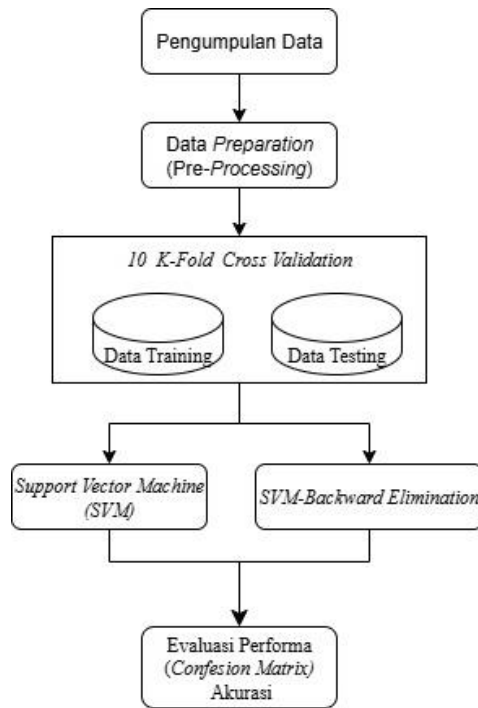 Pengumpulan Data
Data Preparation
(Pre-Processing)
10 K-Fold Cross Validation
Data Training
Data Testing
Support Vector Machine
(SVM)
SVM-Backward Elimination
Evaluasi Performa
(Confesion Matrix)
Akurasi